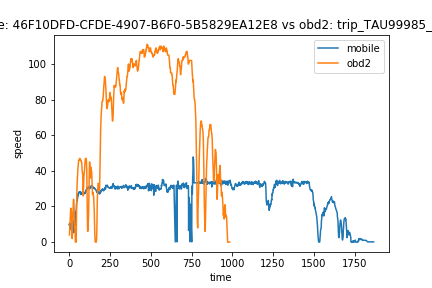 e: 46F10DFD-CFDE-4907-B6F0-5B5829EA12E8 vs obd2: trip_TAU99985_
mobile
obd2
speed
100
80
60
40
20
0
0 250 500 750 1000 1250 1500 1750
time